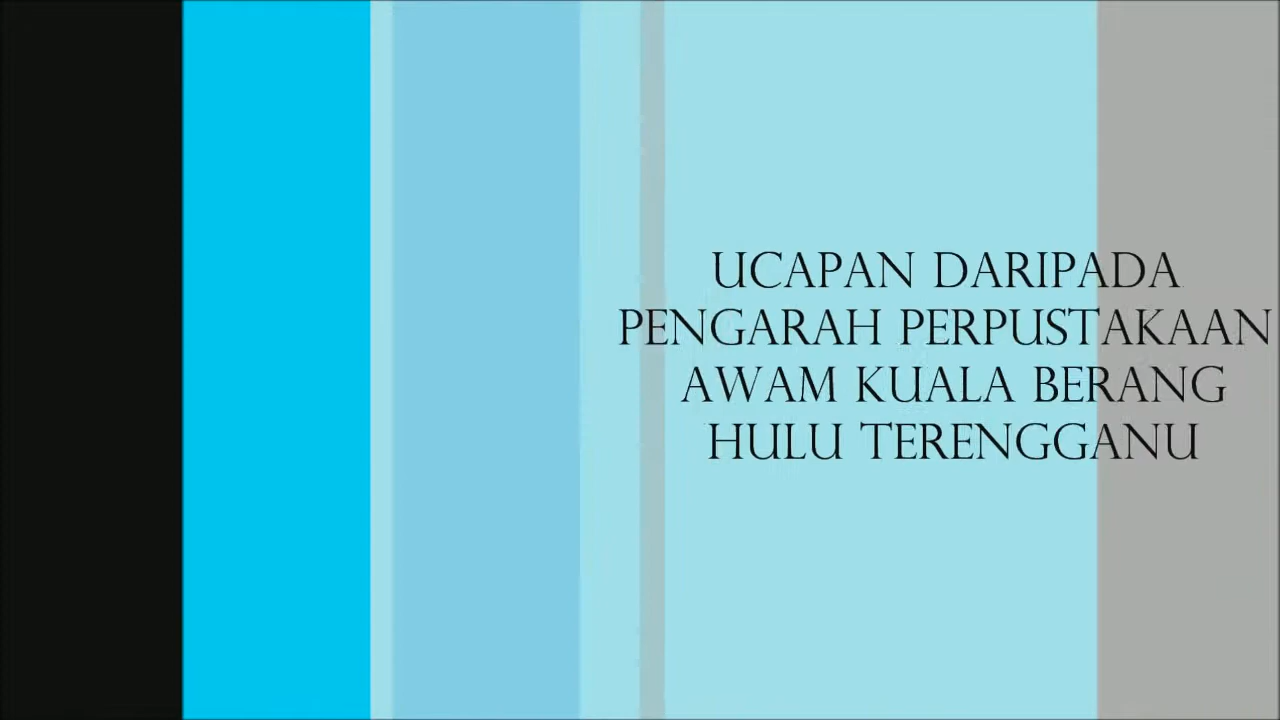 UCAPAN DARIPADA
PENGARAH PERPUSTAKAAN
AWAM KUALA BERANG
HULU TERENGGANU